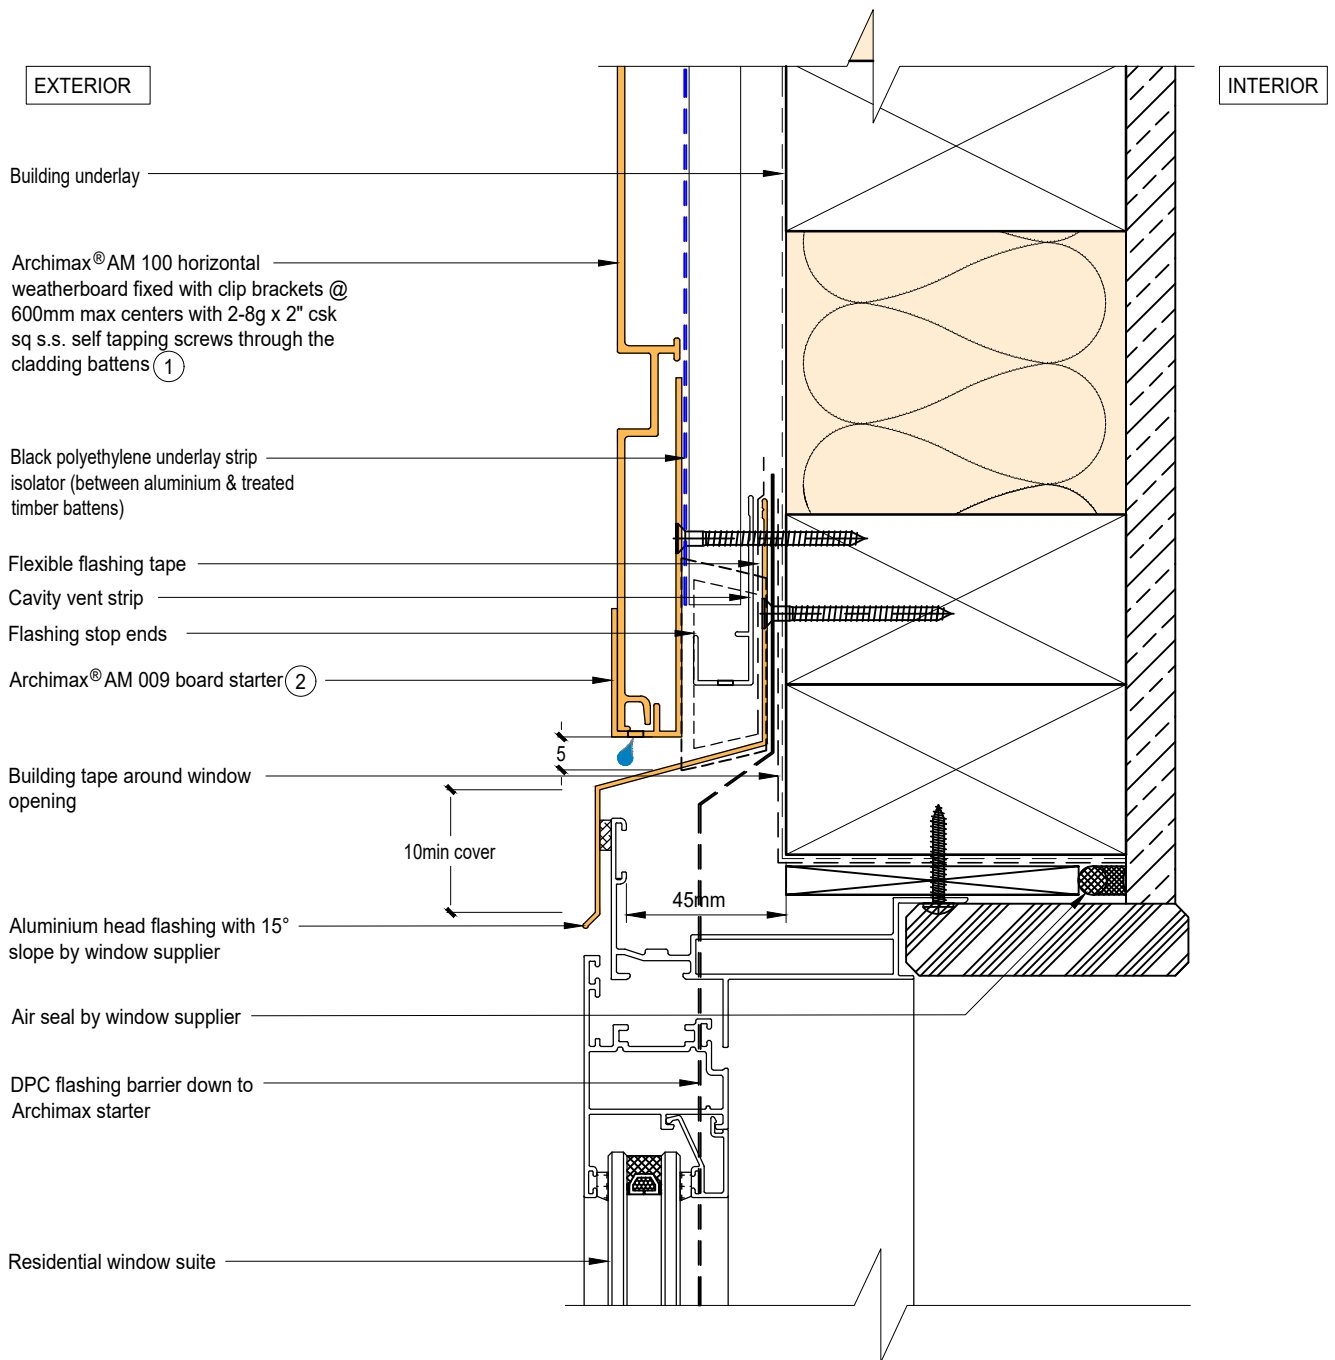 EXTERIOR
INTERIOR
Building underlay
Archimax® AM 100 horizontal
weatherboard fixed with clip brackets @
600mm max centers with 2-8g x 2" csk
sq s.s. self tapping screws through the
cladding battens 1
Black polyethylene underlay strip
isolator (between aluminium & treated
timber battens)
Flexible flashing tape
Cavity vent strip
Flashing stop ends
Archimax® AM 009 board starter 2
5
Building tape around window
opening
10min cover
45mm
Aluminium head flashing with 15°
slope by window supplier
Air seal by window supplier
DPC flashing barrier down to
Archimax starter
Residential window suite